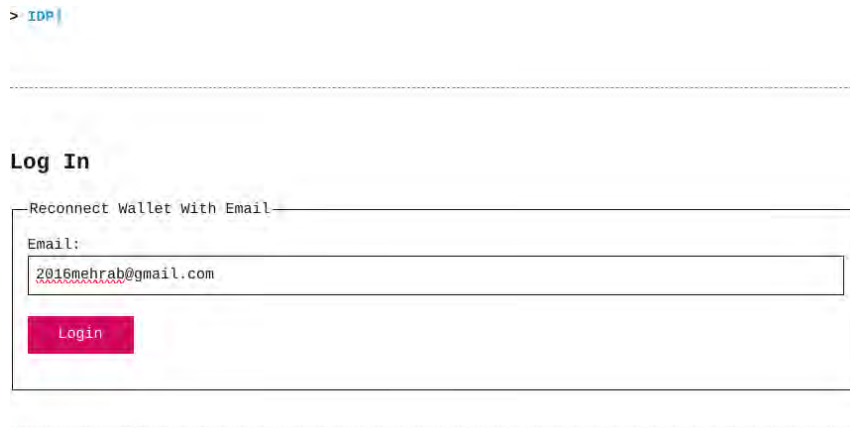 > IDP
Log In
Reconnect Wallet With Email
Email:
2016mehrab@gmail.com
Login